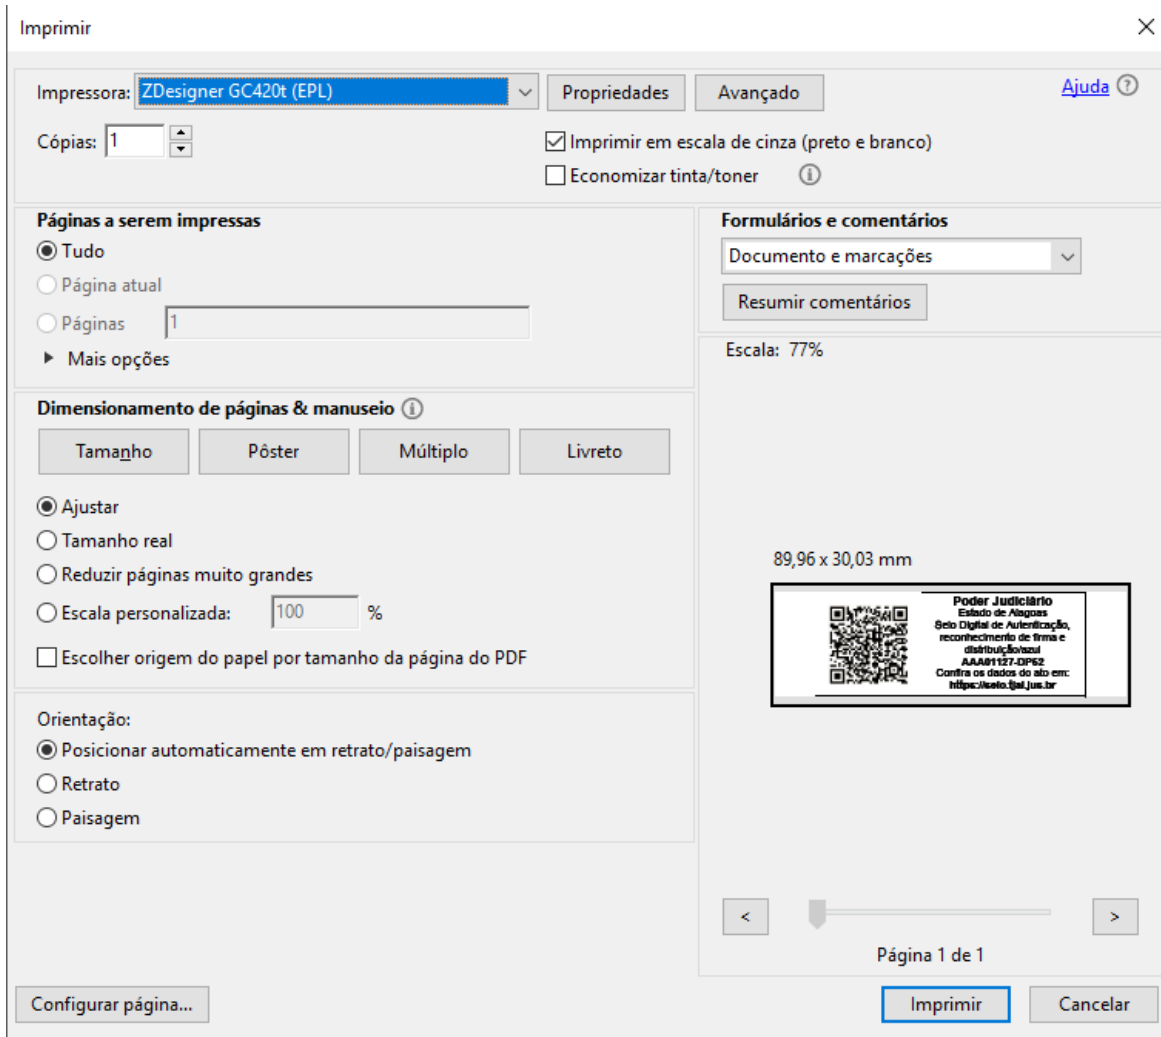 Imprimir
Impressora: ZDesigner GC420t (EPL) Propriedades Avançado Ajuda
Cópias: 1
Imprimir em escala de cinza (preto e branco)
Economizar tinta/toner
Páginas a serem impressas
Tudo
Página atual
Páginas 1
Mais opções
Formulários e comentários
Documento e marcações
Resumir comentários
Escala: 77%
Dimensionamento de páginas & manuseio
Tamanho Pôster Múltiplo Livreto
Ajustar
Tamanho real
Reduzir páginas muito grandes
Escala personalizada: 100 %
Escolher origem do papel por tamanho da página do PDF
Orientação:
Posicionar automaticamente em retrato/paisagem
Retrato
Paisagem
89,96 x 30,03 mm
Poder Judiciário
Estado de Alagoas
Selo Digital de Autenticação,
reconhecimento de firma e
distribuição/azul
AAA01127-DP52
Confira os dados do ato em:
https://selo.tjal.jus.br
< >
Página 1 de 1
Configurar página... Imprimir Cancelar